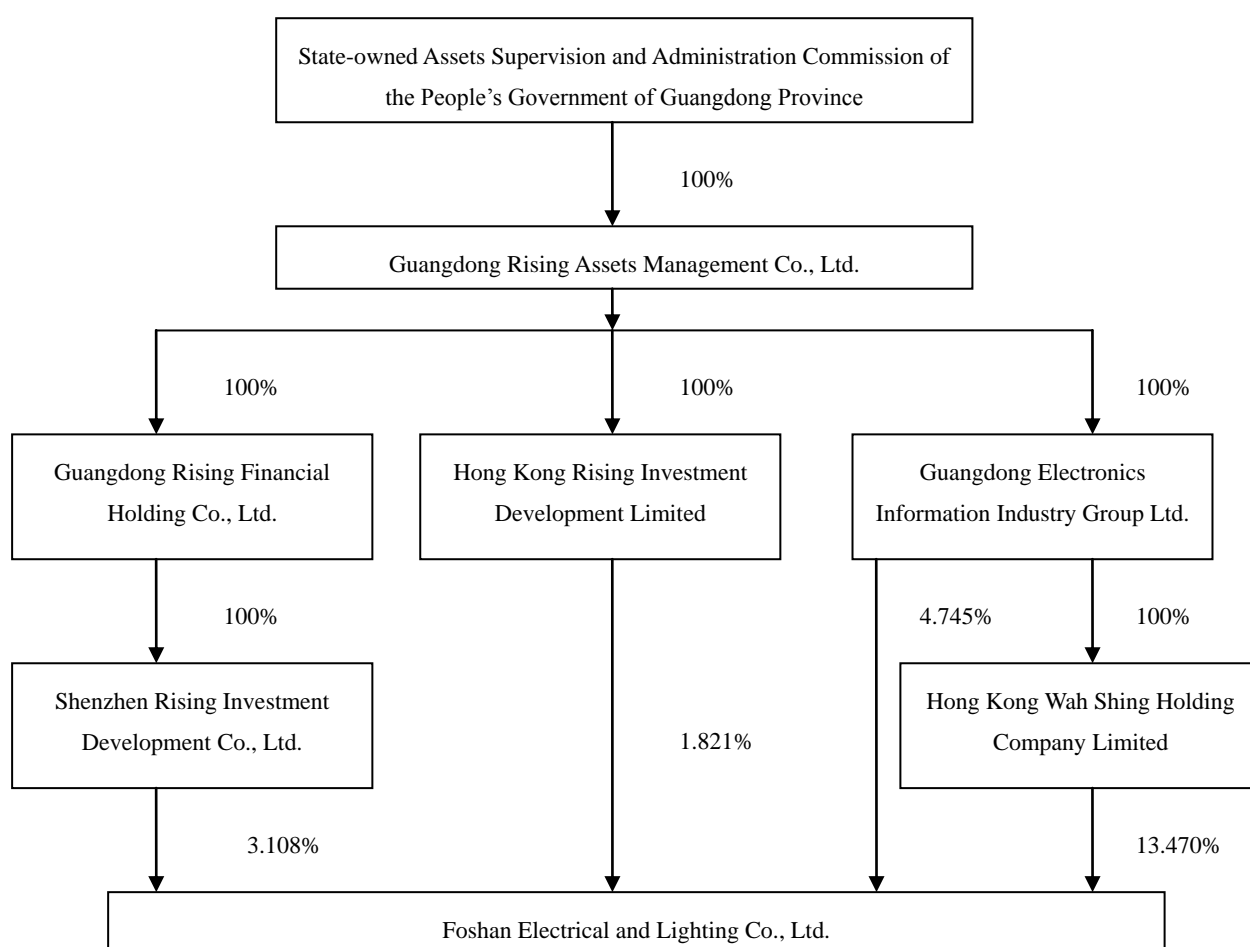 State-owned Assets Supervision and Administration Commission of
the People’s Government of Guangdong Province
100%
Guangdong Rising Assets Management Co., Ltd.
100%
100%
100%
Guangdong Rising Financial
Holding Co., Ltd.
Hong Kong Rising Investment
Development Limited
Guangdong Electronics
Information Industry Group Ltd.
100%
4.745%
100%
Shenzhen Rising Investment
Development Co., Ltd.
1.821%
Hong Kong Wah Shing Holding
Company Limited
3.108%
13.470%
Foshan Electrical and Lighting Co., Ltd.